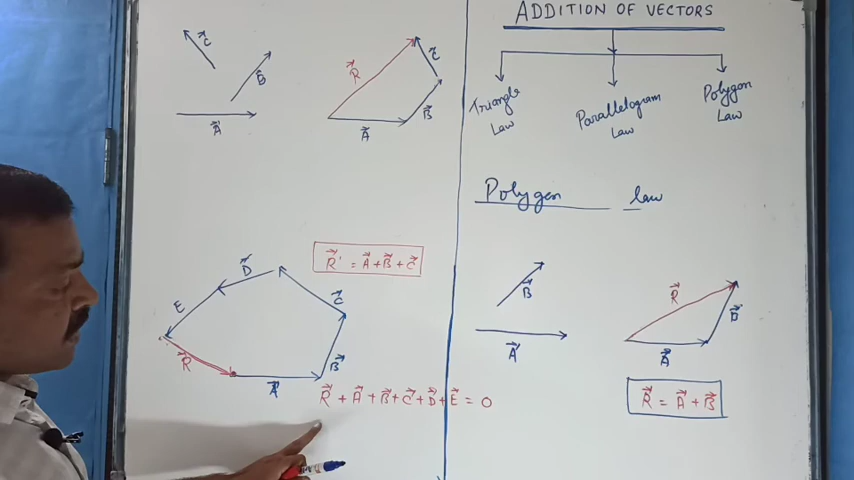 C⃗
B⃗
A⃗
R⃗
C⃗
B⃗
A⃗
R⃗' = A⃗+B⃗+C⃗
D⃗
E
C⃗
R⃗
B⃗
A⃗
R⃗ + A⃗ + B⃗ + C⃗ + D⃗ + E⃗ = 0
ADDITION OF VECTORS
Triangle Law
Parallelogram Law
Polygon Law
Polygon law
B⃗
A⃗
R⃗
B⃗
A⃗
R⃗ = A⃗ + B⃗